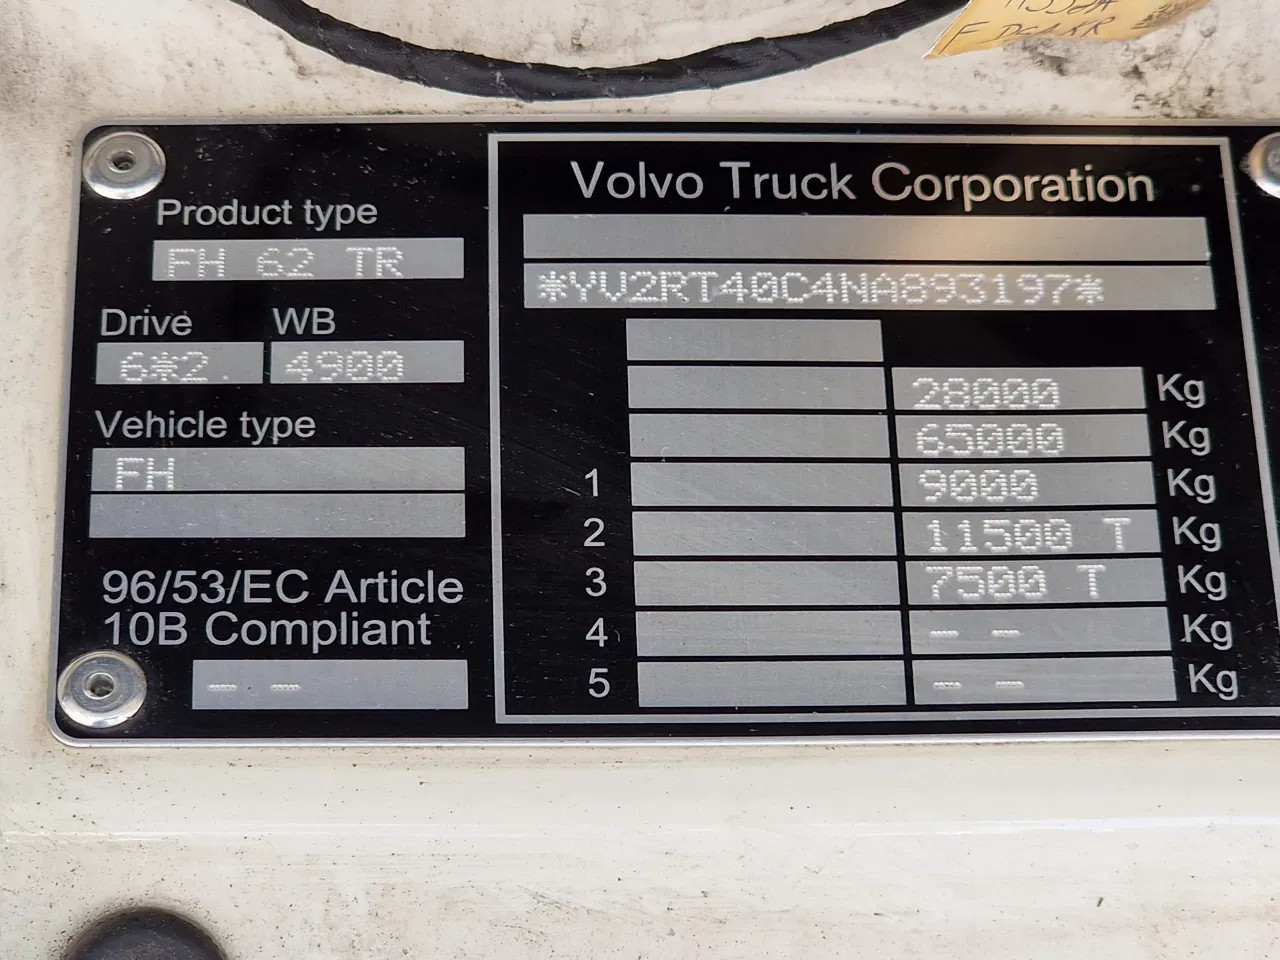 Product type
FH 62 TR
Drive WB
6*2. 4900
Vehicle type
FH
96/53/EC Article
10B Compliant
-- --
Volvo Truck Corporation
*YV2RT40C4NA893197*
28000 Kg
65000 Kg
1 9000 Kg
2 11500 T Kg
3 7500 T Kg
4 -- -- Kg
5 -- -- Kg